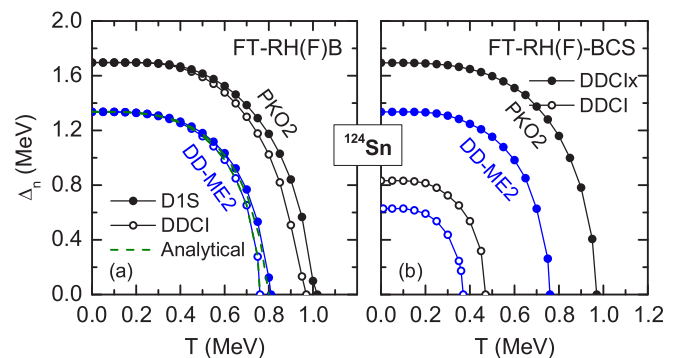 FT-RH(F)B
FT-RH(F)-BCS
2.0
1.6
1.2
0.8
0.4
0.0
Δn (MeV)
PKO2
DD-ME2
D1S
DDCI
Analytical
(a)
124Sn
DDCIx
DDCI
PKO2
DD-ME2
(b)
0.0 0.2 0.4 0.6 0.8 1.0
0.0 0.2 0.4 0.6 0.8 1.0 1.2
T (MeV)
T (MeV)